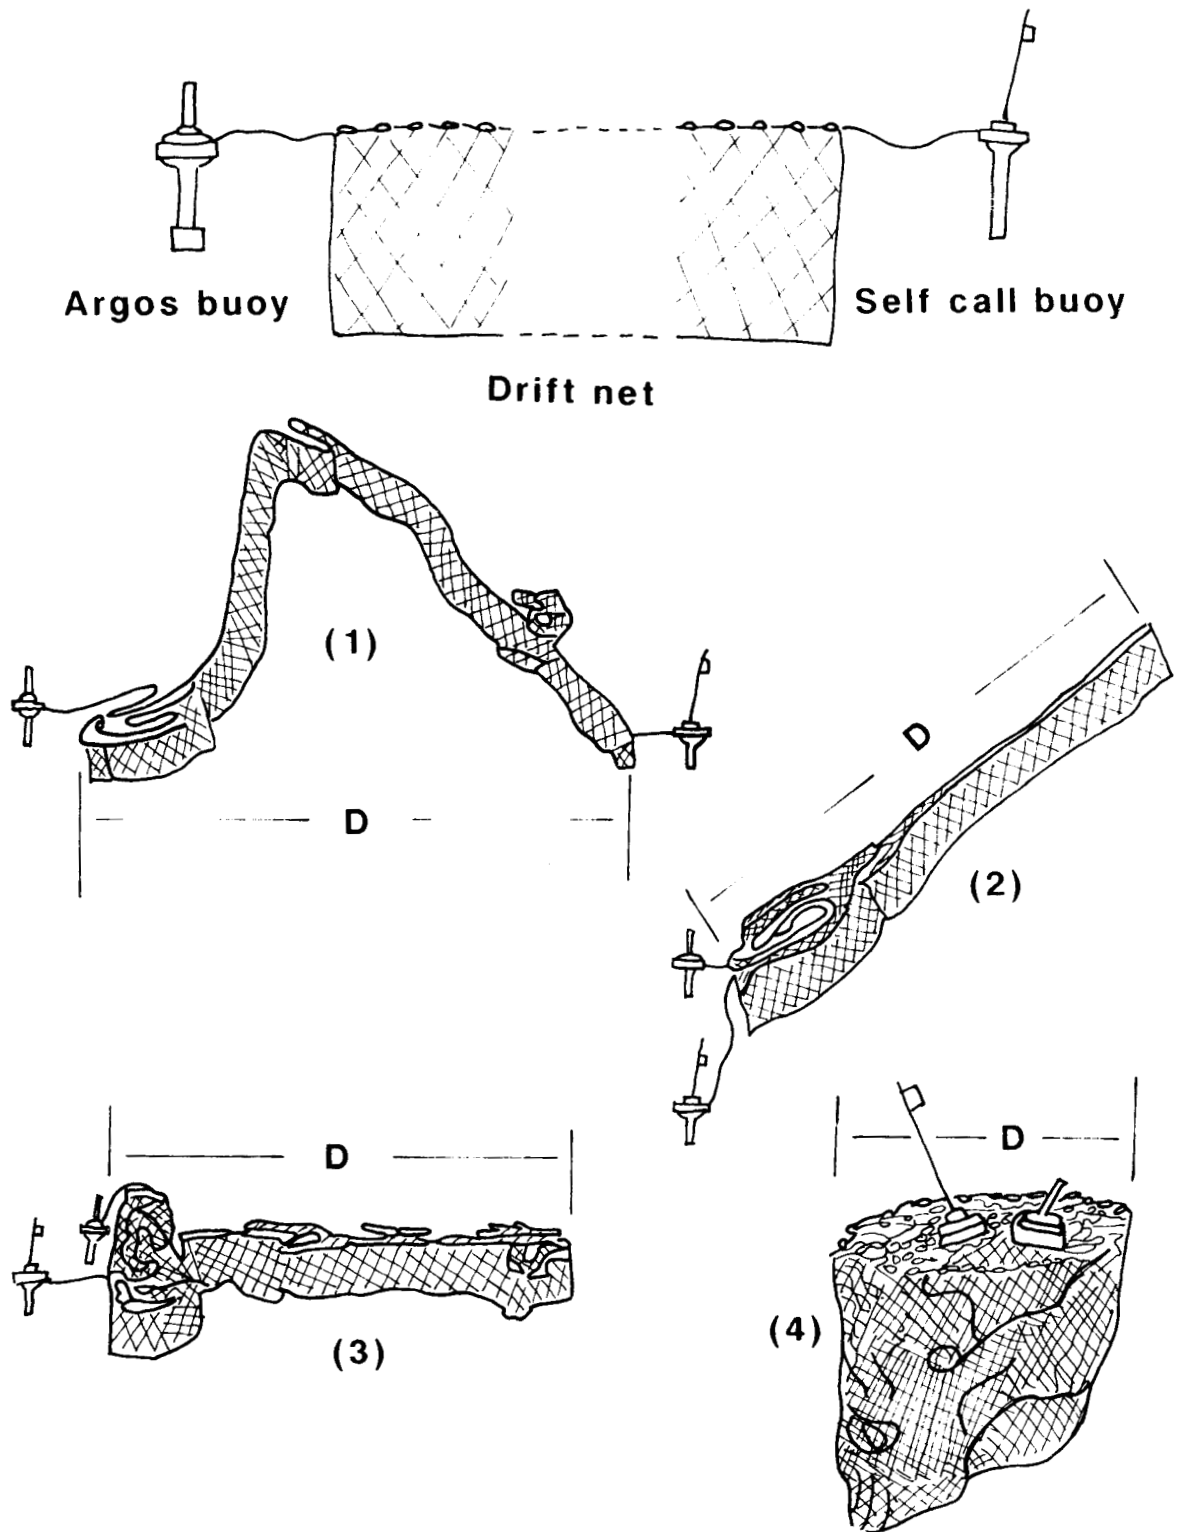 Argos buoy
Self call buoy
Drift net
(1)
D
D
(2)
D
(3)
D
(4)